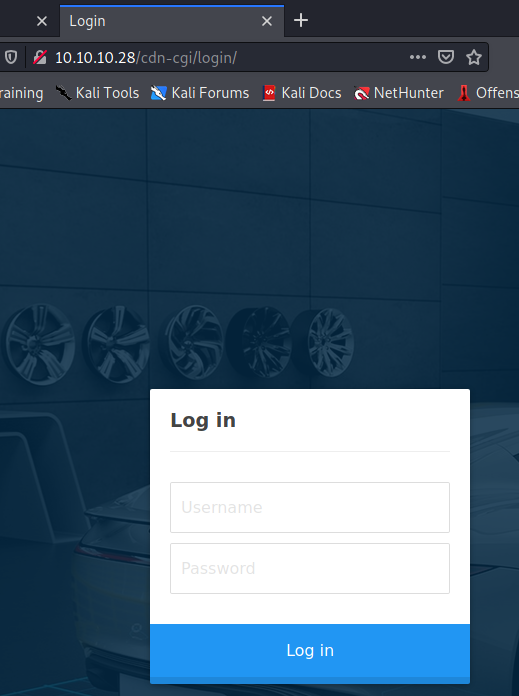 Login
10.10.10.28/cdn-cgi/login/
raining Kali Tools Kali Forums Kali Docs NetHunter Offens
Log in
Username
Password
Log in